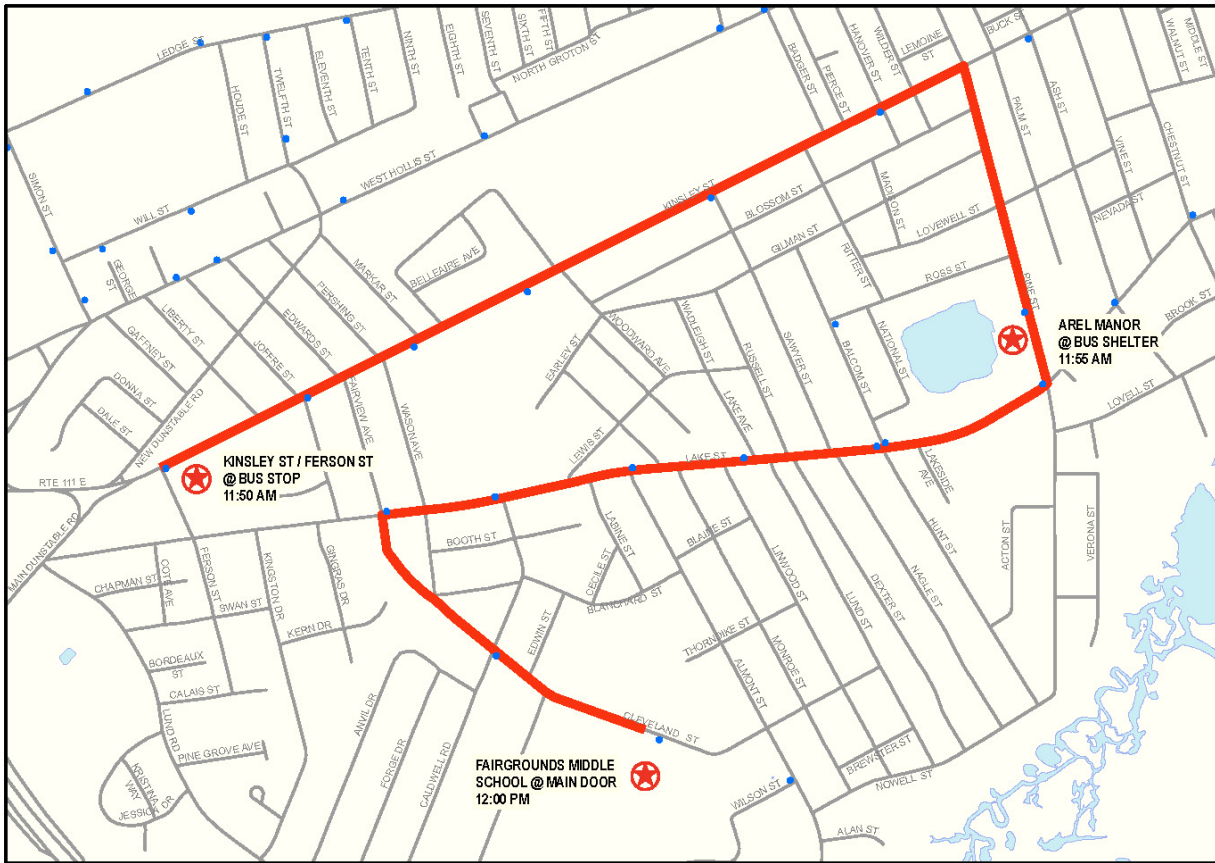 LEDGE ST
TWELFTH ST
ELEVENTH ST
TENTH ST
NINTH ST
EIGHTH ST
SEVENTH ST
SIXTH ST
FIFTH ST
NORTH GROTON ST
HOUDE ST
BADGER ST
PIERCE ST
HANOVER ST
WILDER ST
LEMOINE
ST
BUCK ST
MIDDLE ST
WALNUT ST
PALM ST
ASH ST
VINE ST
CHESTNUT ST
NEVADA ST
SIMON ST
WILL ST
WEST HOLLIS ST
KINSLEY ST
BLOSSOM ST
MADISON ST
LOVEWELL ST
GILMAN ST
RITTER ST
ROSS ST
PINE ST
BROOK ST
GEORGE
ST
LIBERTY ST
GAFFNEY ST
JOFFRE ST
EDWARDS ST
PERSHING ST
MARKAR ST
BELLEAIRE AVE
DONNA ST
DALE ST
NEW DUNSTABLE RD
FAIRVIEW AVE
WASON AVE
EARLEY ST
MOODWARD AVE
WADLEIGH ST
RUSSELL ST
SAWYER ST
BALCOM ST
NATIONAL ST
AREL MANOR
@ BUS SHELTER
11:55 AM
LOVELL ST
LAKE AVE
LEWIS ST
LAKE ST
LAKESIDE
AVE
KINSLEY ST / FERSON ST
@ BUS STOP
11:50 AM
RTE 111 E
MAIN DUNSTABLE RD
CHAPMAN ST
COTE AVE
FERSON ST
SWAN ST
KINGSTON DR
GINGRAS DR
KERN DR
BOOTH ST
LABINE ST
CECILE ST
BLANCHARD ST
BLAINE ST
LINWOOD ST
LUND ST
DEXTER ST
NAGLE ST
HUNT ST
ACTON ST
VERONA ST
EDWIN ST
THORNDIKE ST
MONROE ST
ALMONT ST
BORDEAUX
ST
CALAIS ST
LUND RD
PINE GROVE AVE
KRISTINA
WAY
JESSICA DR
ANVIL DR
FORGE DR
CALDWELL RD
CLEVELAND ST
FAIRGROUNDS MIDDLE
SCHOOL @ MAIN DOOR
12:00 PM
BREWSTER ST
NOWELL ST
WILSON ST
ALAN ST